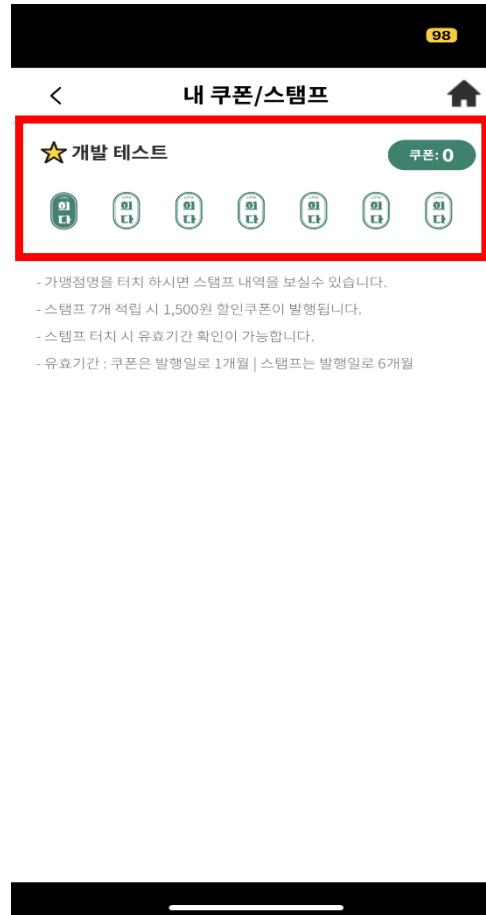 98
내 쿠폰/스탬프
개발 테스트
쿠폰: 0
- 가맹점명을 터치 하시면 스탬프 내역을 보실수 있습니다.
- 스탬프 7개 적립 시 1,500원 할인쿠폰이 발행됩니다.
- 스템프 터치 시 유효기간 확인이 가능합니다.
- 유효기간 : 쿠폰은 발행일로 1개월 | 스탬프는 발행일로 6개월